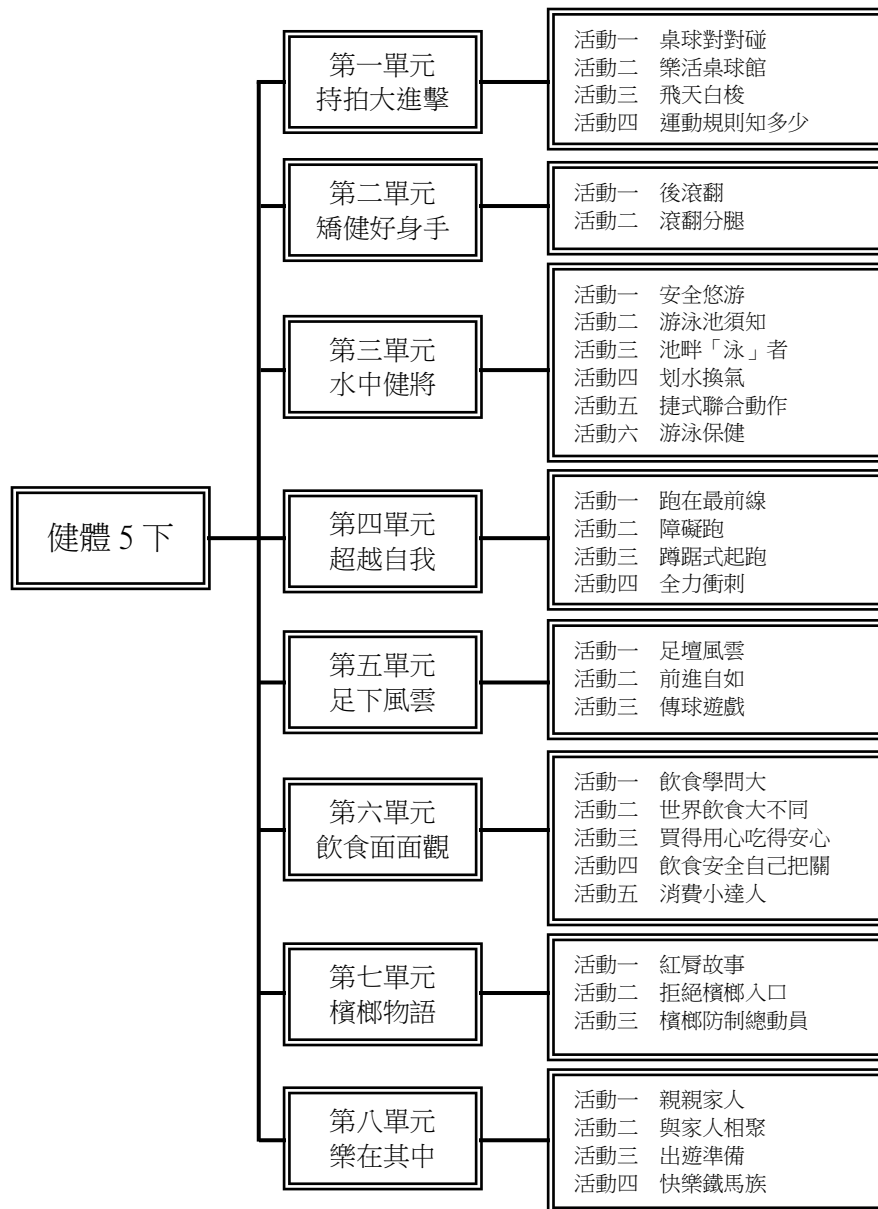 健體 5 下
第一單元
持拍大進擊
活動一　桌球對對碰
活動二　樂活桌球館
活動三　飛天白梭
活動四　運動規則知多少
第二單元
矯健好身手
活動一　後滾翻
活動二　滾翻分腿
第三單元
水中健將
活動一　安全悠游
活動二　游泳池須知
活動三　池畔「泳」者
活動四　划水換氣
活動五　捷式聯合動作
活動六　游泳保健
第四單元
超越自我
活動一　跑在最前線
活動二　障礙跑
活動三　蹲踞式起跑
活動四　全力衝刺
第五單元
足下風雲
活動一　足壇風雲
活動二　前進自如
活動三　傳球遊戲
第六單元
飲食面面觀
活動一　飲食學問大
活動二　世界飲食大不同
活動三　買得用心吃得安心
活動四　飲食安全自己把關
活動五　消費小達人
第七單元
檳榔物語
活動一　紅脣故事
活動二　拒絕檳榔入口
活動三　檳榔防制總動員
第八單元
樂在其中
活動一　親親家人
活動二　與家人相聚
活動三　出遊準備
活動四　快樂鐵馬族